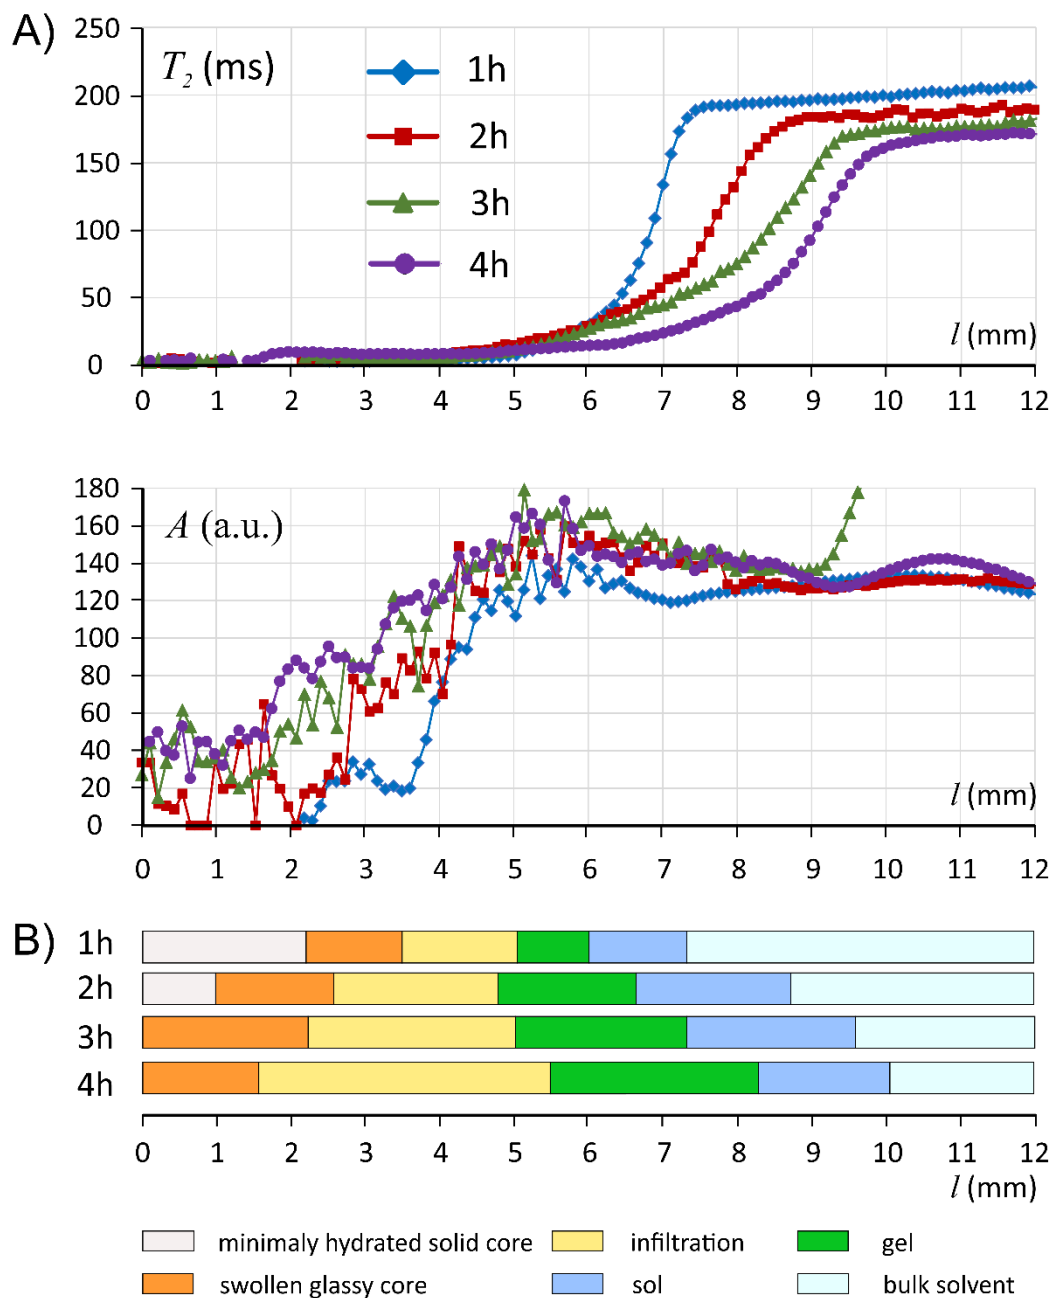 A)
250
200
150
100
50
0
T2 (ms)
1h
2h
3h
4h
l (mm)
0 1 2 3 4 5 6 7 8 9 10 11 12
180
160
140
120
100
80
60
40
20
0
A (a.u.)
l (mm)
0 1 2 3 4 5 6 7 8 9 10 11 12
B)
1h
2h
3h
4h
0 1 2 3 4 5 6 7 8 9 10 11 12
l (mm)
minimaly hydrated solid core infiltration gel
swollen glassy core sol bulk solvent